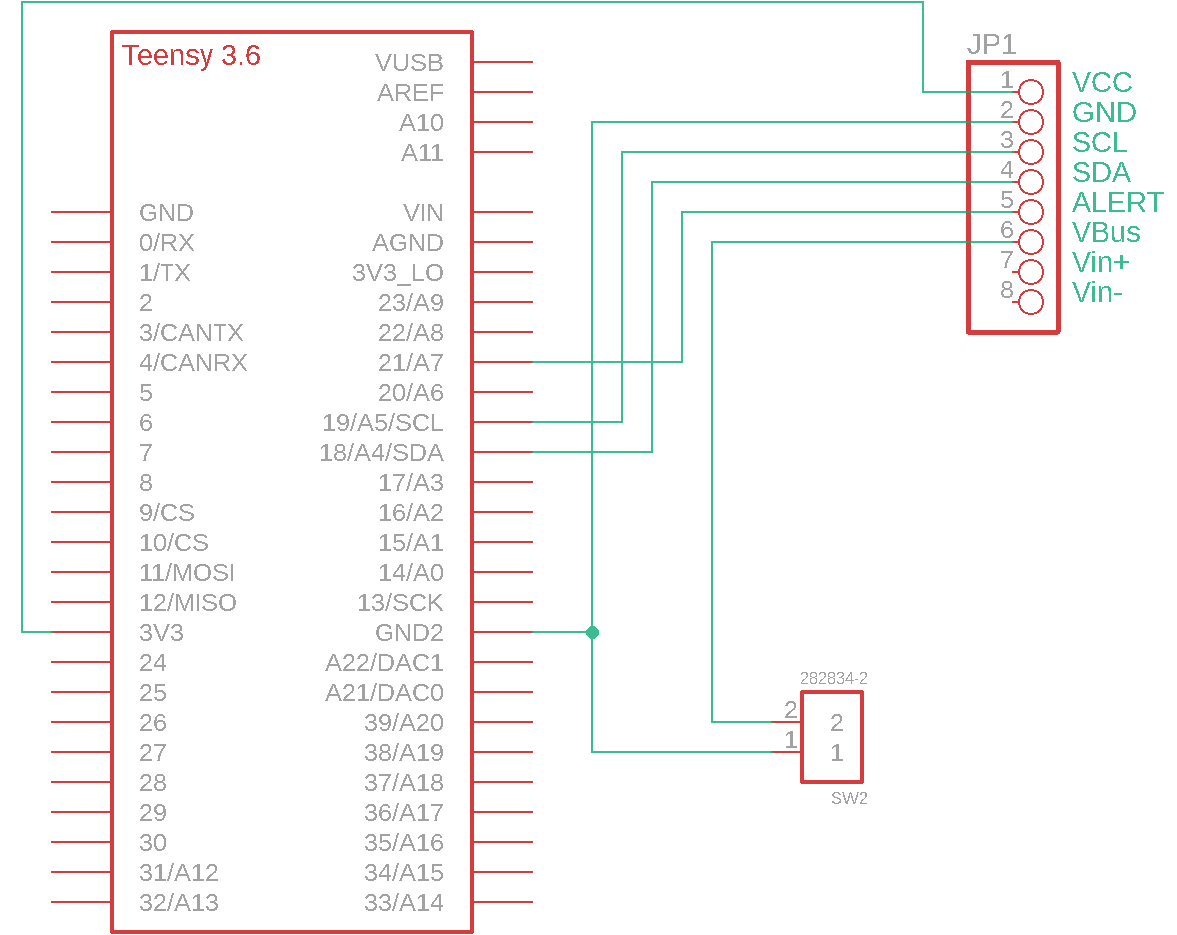 Teensy 3.6
VUSB
AREF
A10
A11
GND VIN
0/RX AGND
1/TX 3V3_LO
2 23/A9
3/CANTX 22/A8
4/CANRX 21/A7
5 20/A6
6 19/A5/SCL
7 18/A4/SDA
8 17/A3
9/CS 16/A2
10/CS 15/A1
11/MOSI 14/A0
12/MISO 13/SCK
3V3 GND2
24 A22/DAC1
25 A21/DAC0
26 39/A20
27 38/A19
28 37/A18
29 36/A17
30 35/A16
31/A12 34/A15
32/A13 33/A14
JP1
1 VCC
2 GND
3 SCL
4 SDA
5 ALERT
6 VBus
7 Vin+
8 Vin-
282834-2
2 2
1 1
SW2